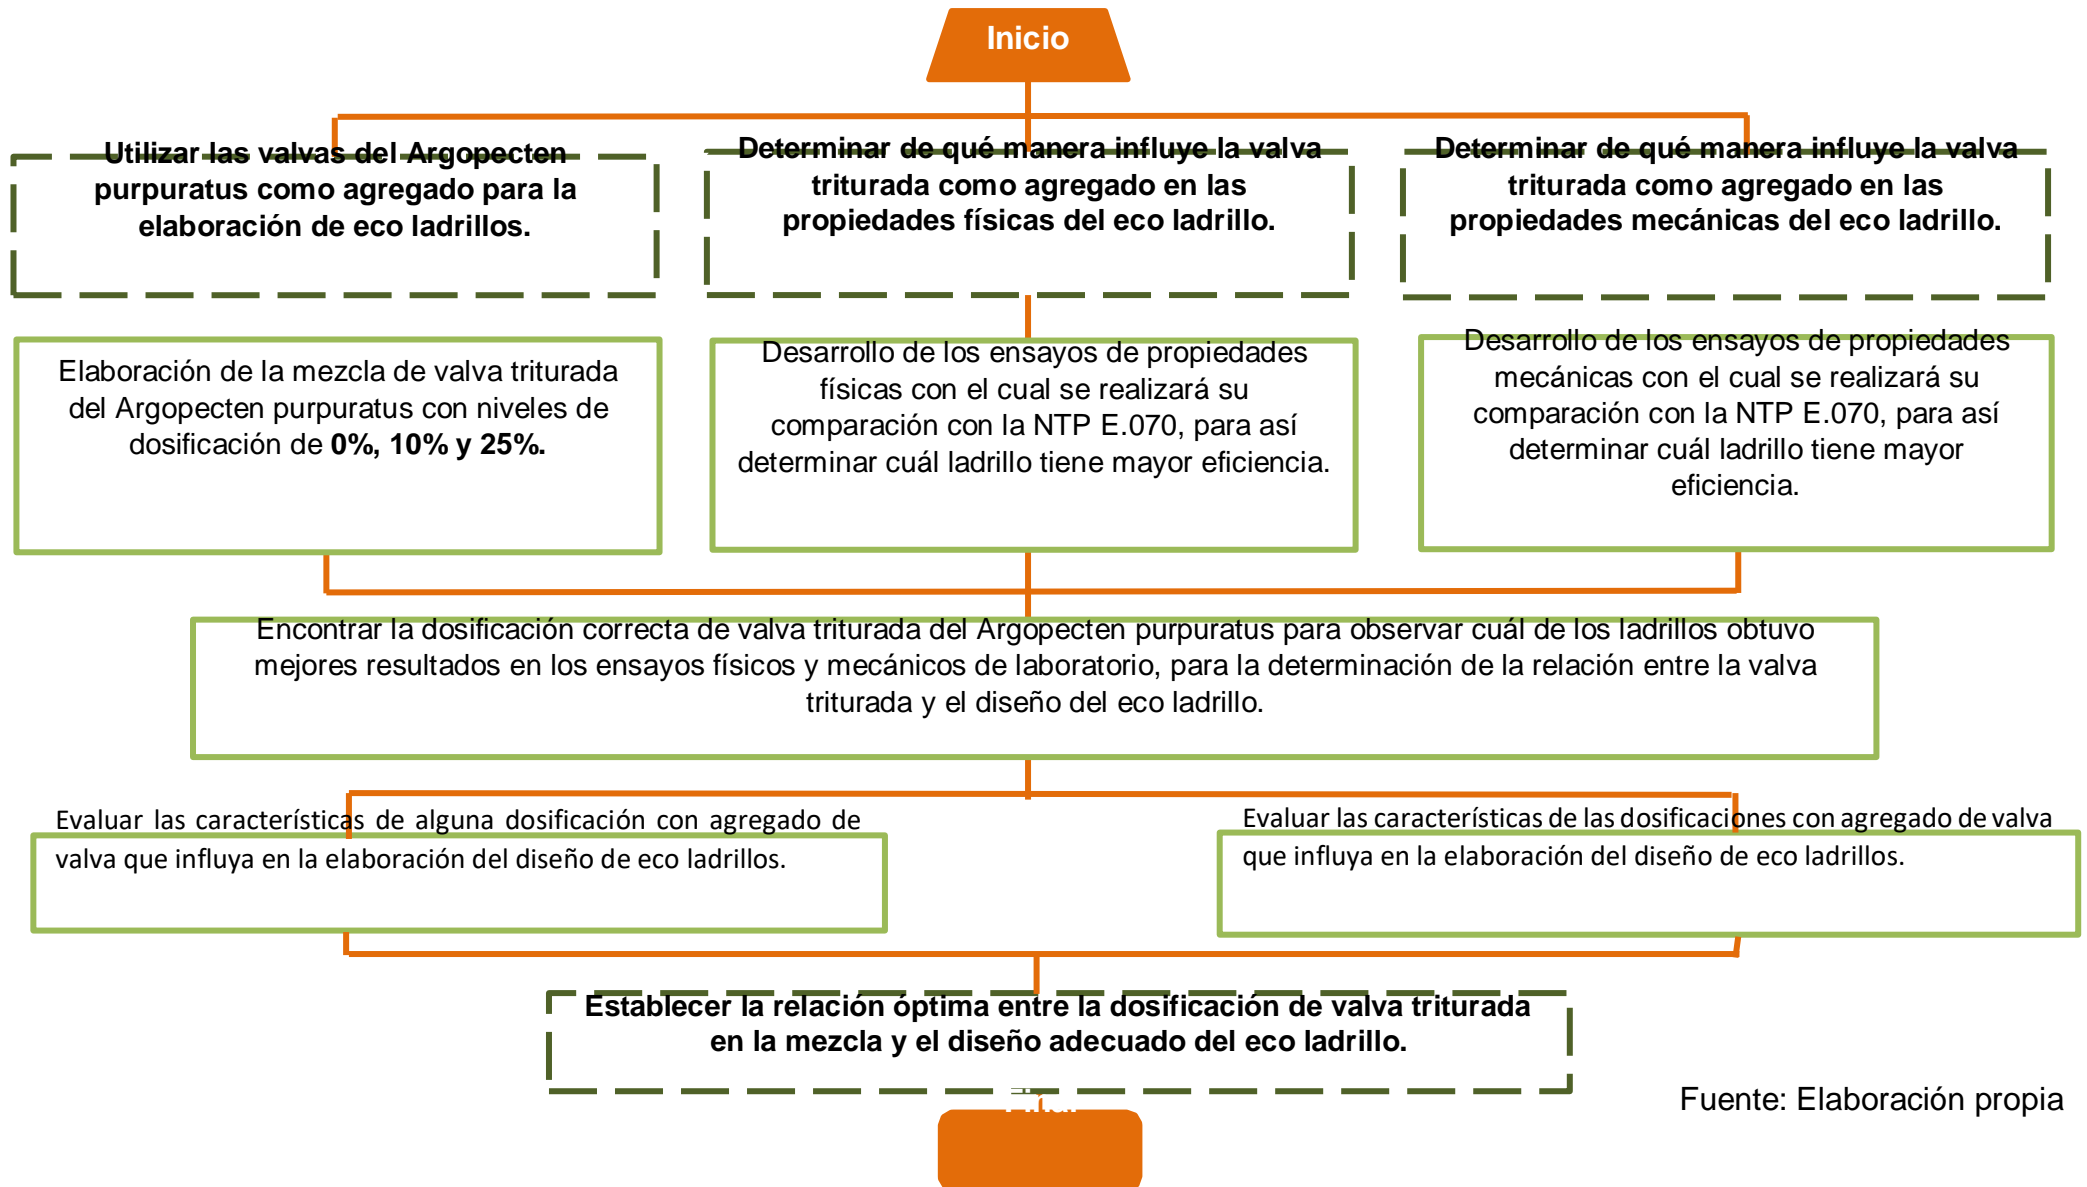 Inicio
Utilizar las valvas del Argopecten
purpuratus como agregado para la
elaboración de eco ladrillos.
Determinar de qué manera influye la valva
triturada como agregado en las
propiedades físicas del eco ladrillo.
Determinar de qué manera influye la valva
triturada como agregado en las
propiedades mecánicas del eco ladrillo.
Elaboración de la mezcla de valva triturada
del Argopecten purpuratus con niveles de
dosificación de 0%, 10% y 25%.
Desarrollo de los ensayos de propiedades
físicas con el cual se realizará su
comparación con la NTP E.070, para así
determinar cuál ladrillo tiene mayor eficiencia.
Desarrollo de los ensayos de propiedades
mecánicas con el cual se realizará su
comparación con la NTP E.070, para así
determinar cuál ladrillo tiene mayor
eficiencia.
Encontrar la dosificación correcta de valva triturada del Argopecten purpuratus para observar cuál de los ladrillos obtuvo
mejores resultados en los ensayos físicos y mecánicos de laboratorio, para la determinación de la relación entre la valva
triturada y el diseño del eco ladrillo.
Evaluar las características de alguna dosificación con agregado de
valva que influya en la elaboración del diseño de eco ladrillos.
Evaluar las características de las dosificaciones con agregado de valva
que influya en la elaboración del diseño de eco ladrillos.
Establecer la relación óptima entre la dosificación de valva triturada
en la mezcla y el diseño adecuado del eco ladrillo.
Final
Fuente: Elaboración propia